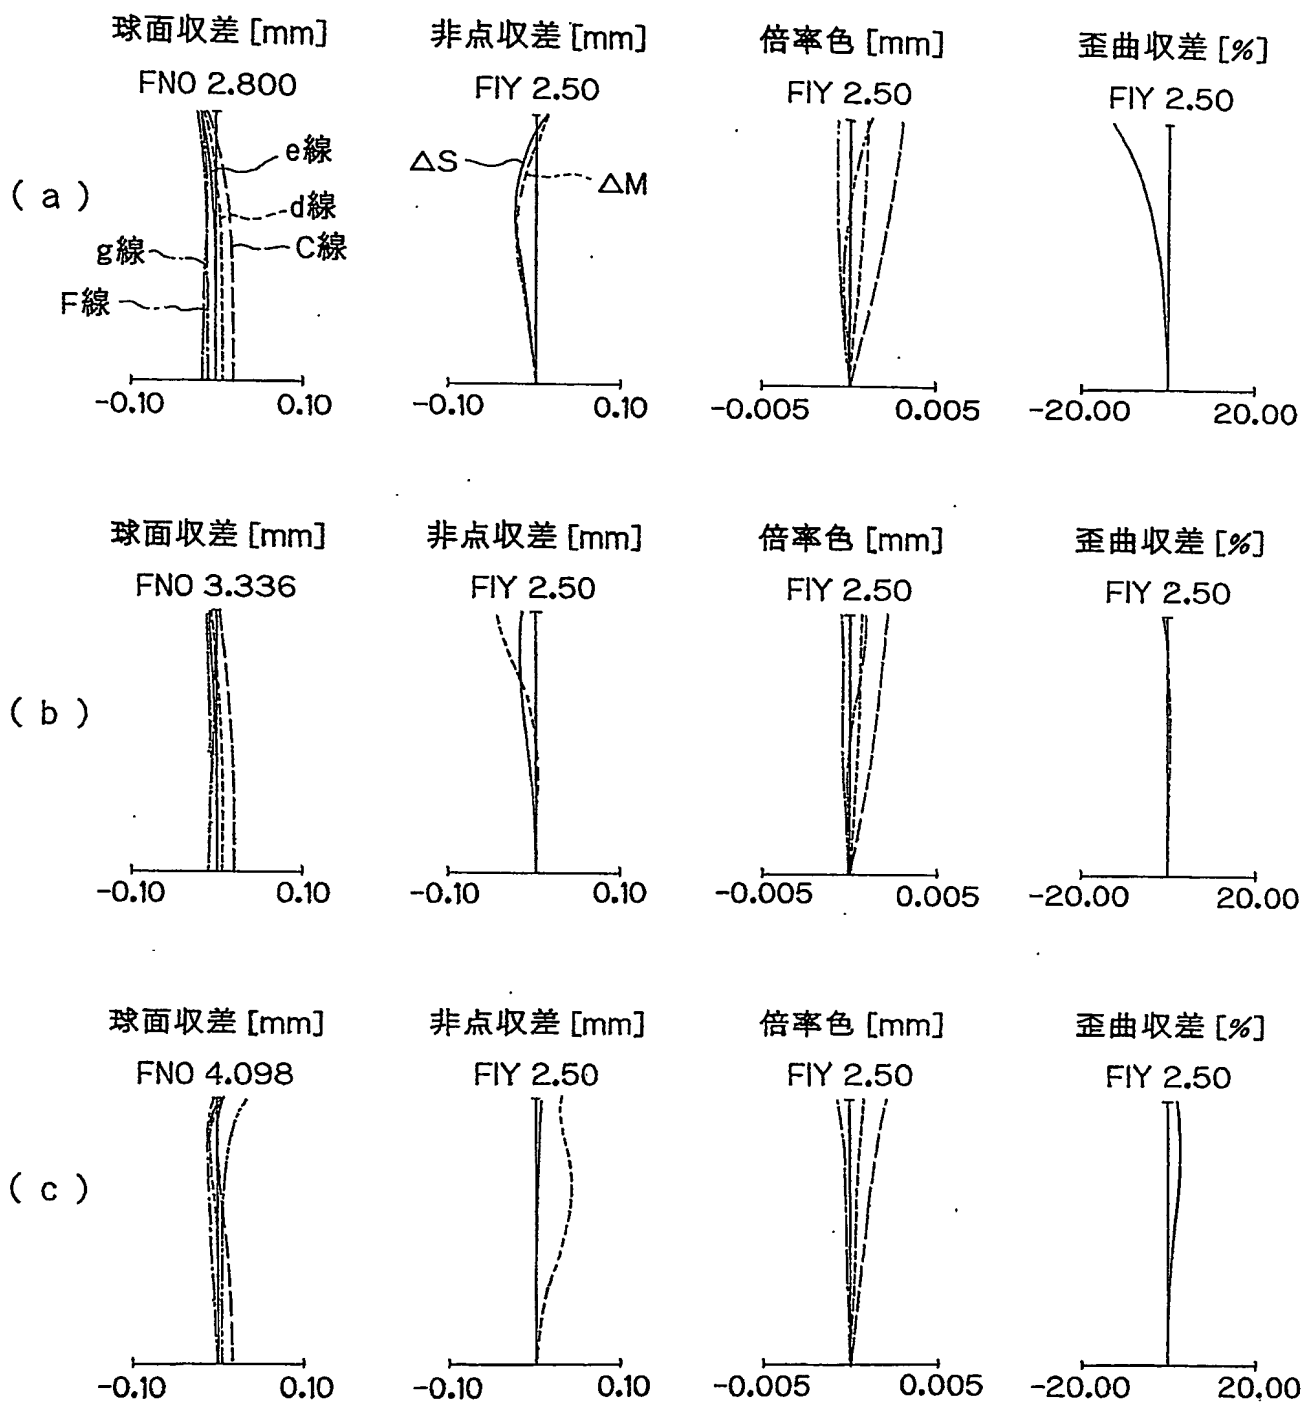 球面収差 [mm] 非点収差 [mm] 倍率色 [mm] 歪曲収差 [%]
FNO 2.800 FIY 2.50 FIY 2.50 FIY 2.50
(a)
e線
d線
g線
C線
F線
ΔS
ΔM
-0.10 0.10 -0.10 0.10 -0.005 0.005 -20.00 20.00
球面収差 [mm] 非点収差 [mm] 倍率色 [mm] 歪曲収差 [%]
FNO 3.336 FIY 2.50 FIY 2.50 FIY 2.50
(b)
-0.10 0.10 -0.10 0.10 -0.005 0.005 -20.00 20.00
球面収差 [mm] 非点収差 [mm] 倍率色 [mm] 歪曲収差 [%]
FNO 4.098 FIY 2.50 FIY 2.50 FIY 2.50
(c)
-0.10 0.10 -0.10 0.10 -0.005 0.005 -20.00 20.00